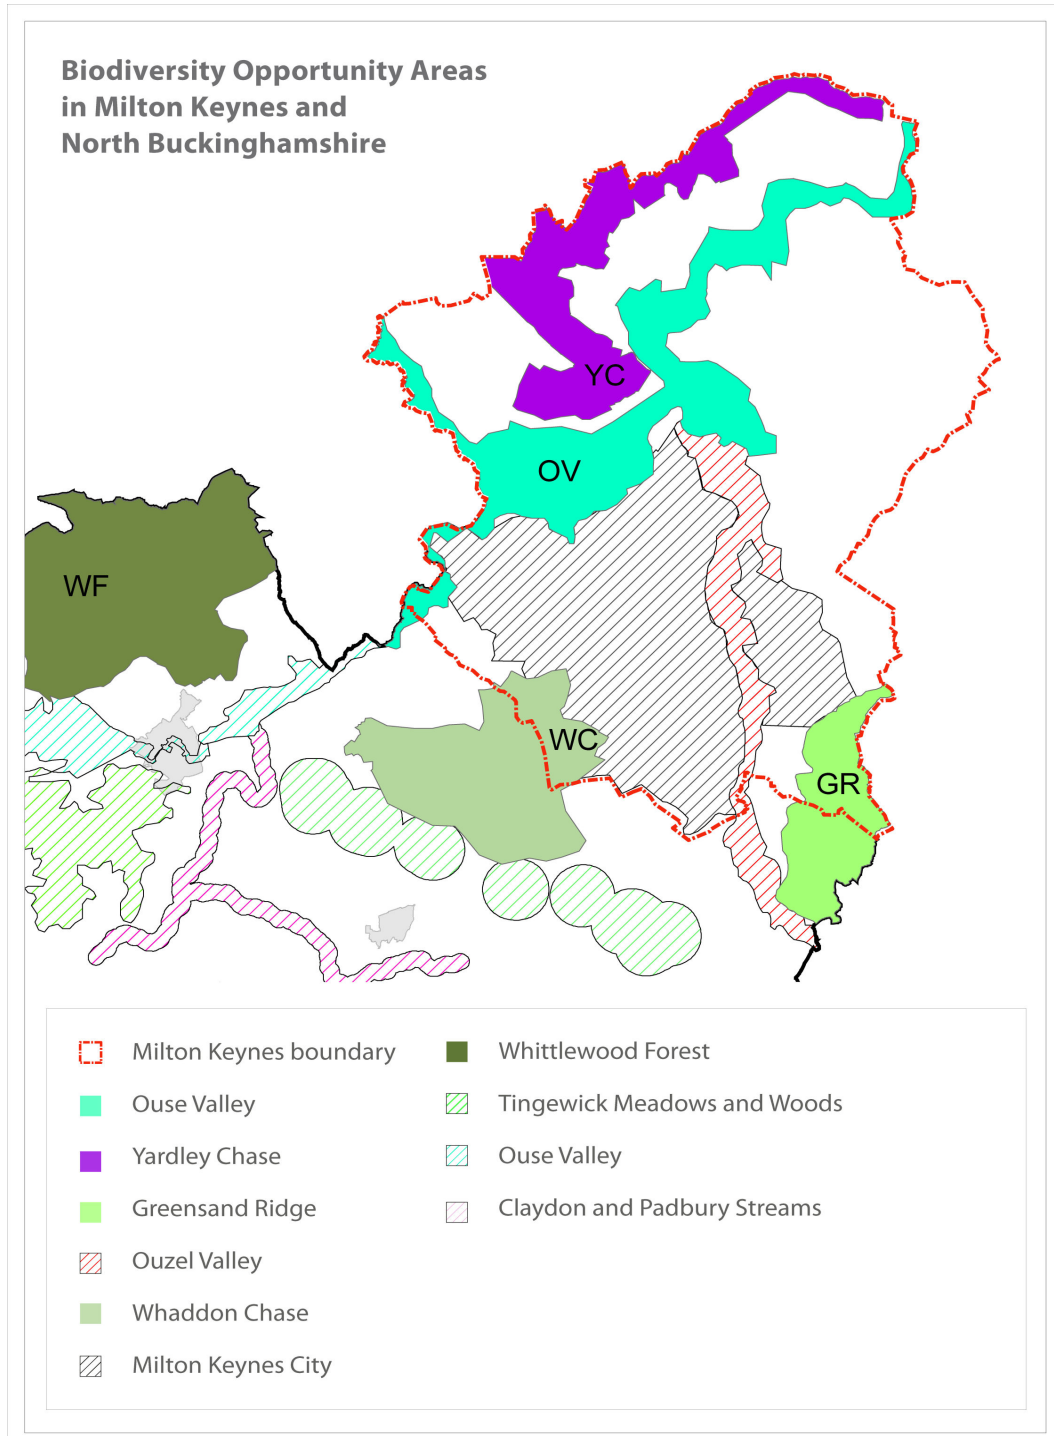 Biodiversity Opportunity Areas
in Milton Keynes and
North Buckinghamshire
YC
OV
WF
WC
GR
Milton Keynes boundary
Ouse Valley
Yardley Chase
Greensand Ridge
Ouzel Valley
Whaddon Chase
Milton Keynes City
Whittlewood Forest
Tingewick Meadows and Woods
Ouse Valley
Claydon and Padbury Streams